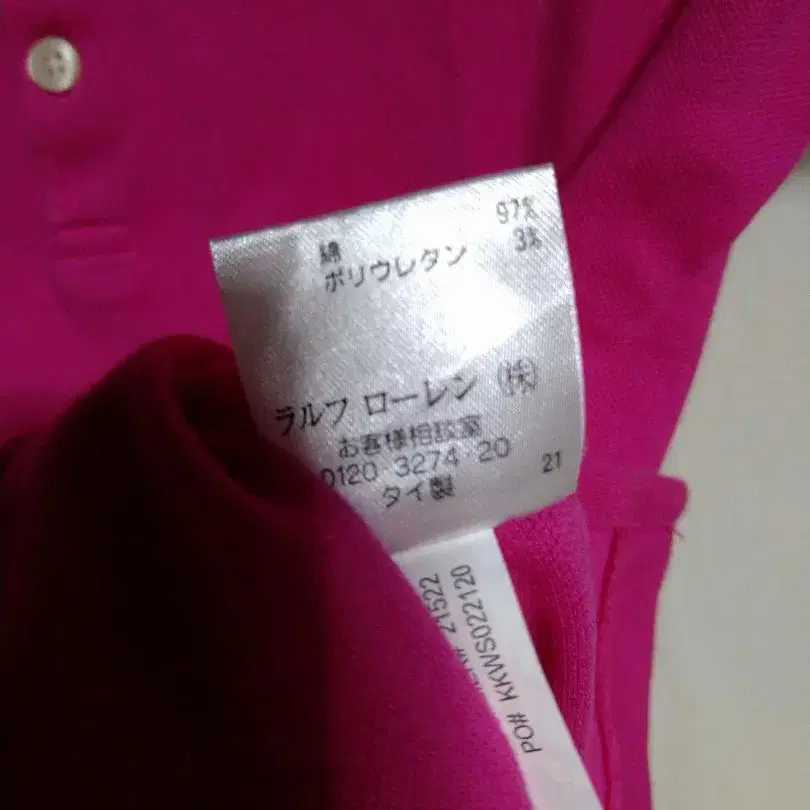 綿 97%
ポリウレタン 3%
ラルフ ローレン (株)
お客様相談室
0120 3274 20
タイ製
21
21522
PO# KKWS022120